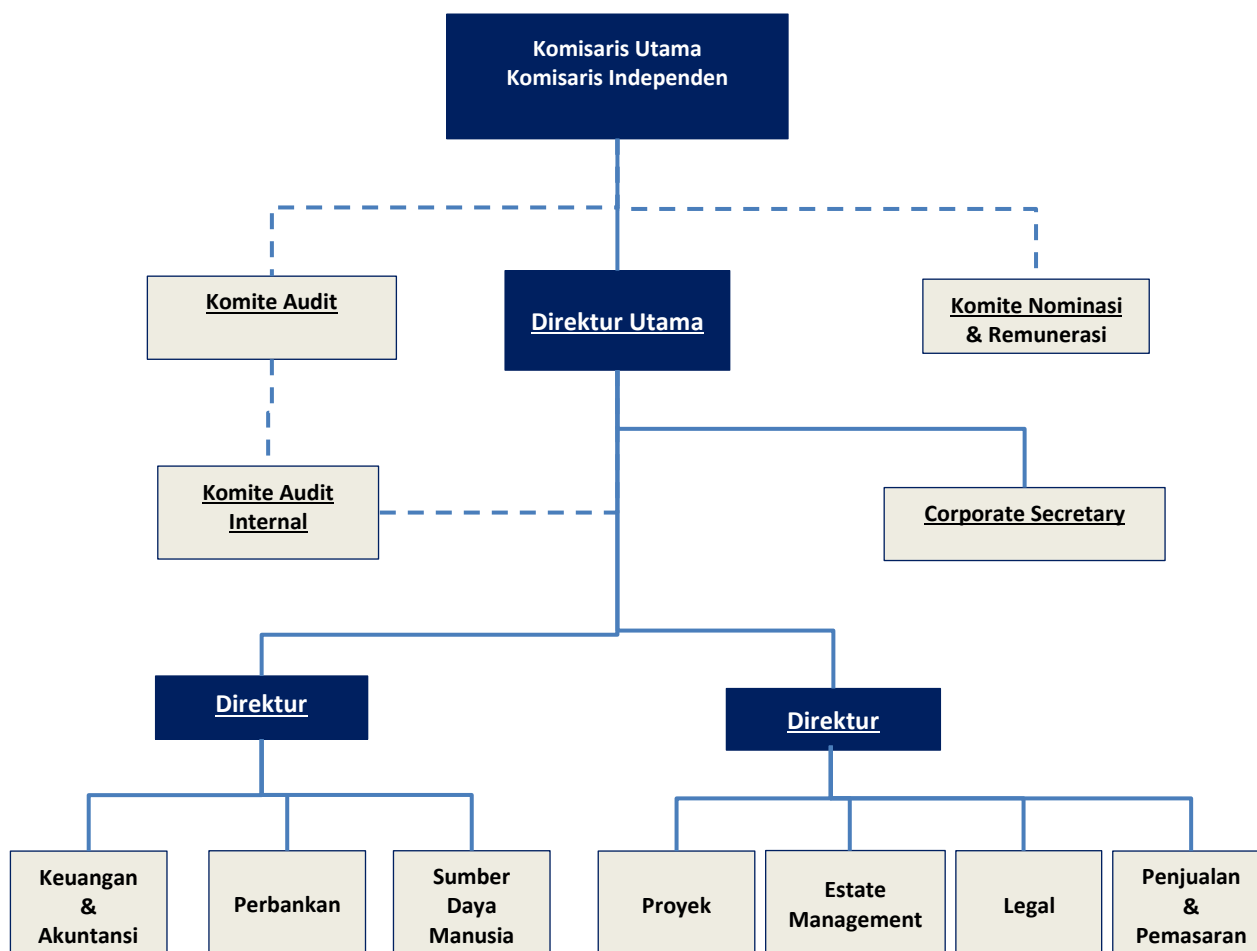 Komisaris Utama
Komisaris Independen
Komite Audit
Direktur Utama
Komite Nominasi
& Remunerasi
Komite Audit
Internal
Corporate Secretary
Direktur
Direktur
Keuangan
&
Akuntansi
Perbankan
Sumber
Daya
Manusia
Proyek
Estate
Management
Legal
Penjualan
&
Pemasaran